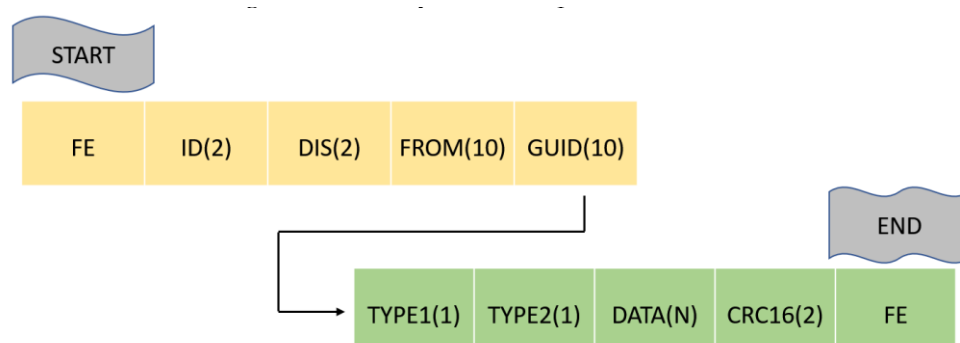 START
FE ID(2) DIS(2) FROM(10) GUID(10)
END
TYPE1(1) TYPE2(1) DATA(N) CRC16(2) FE